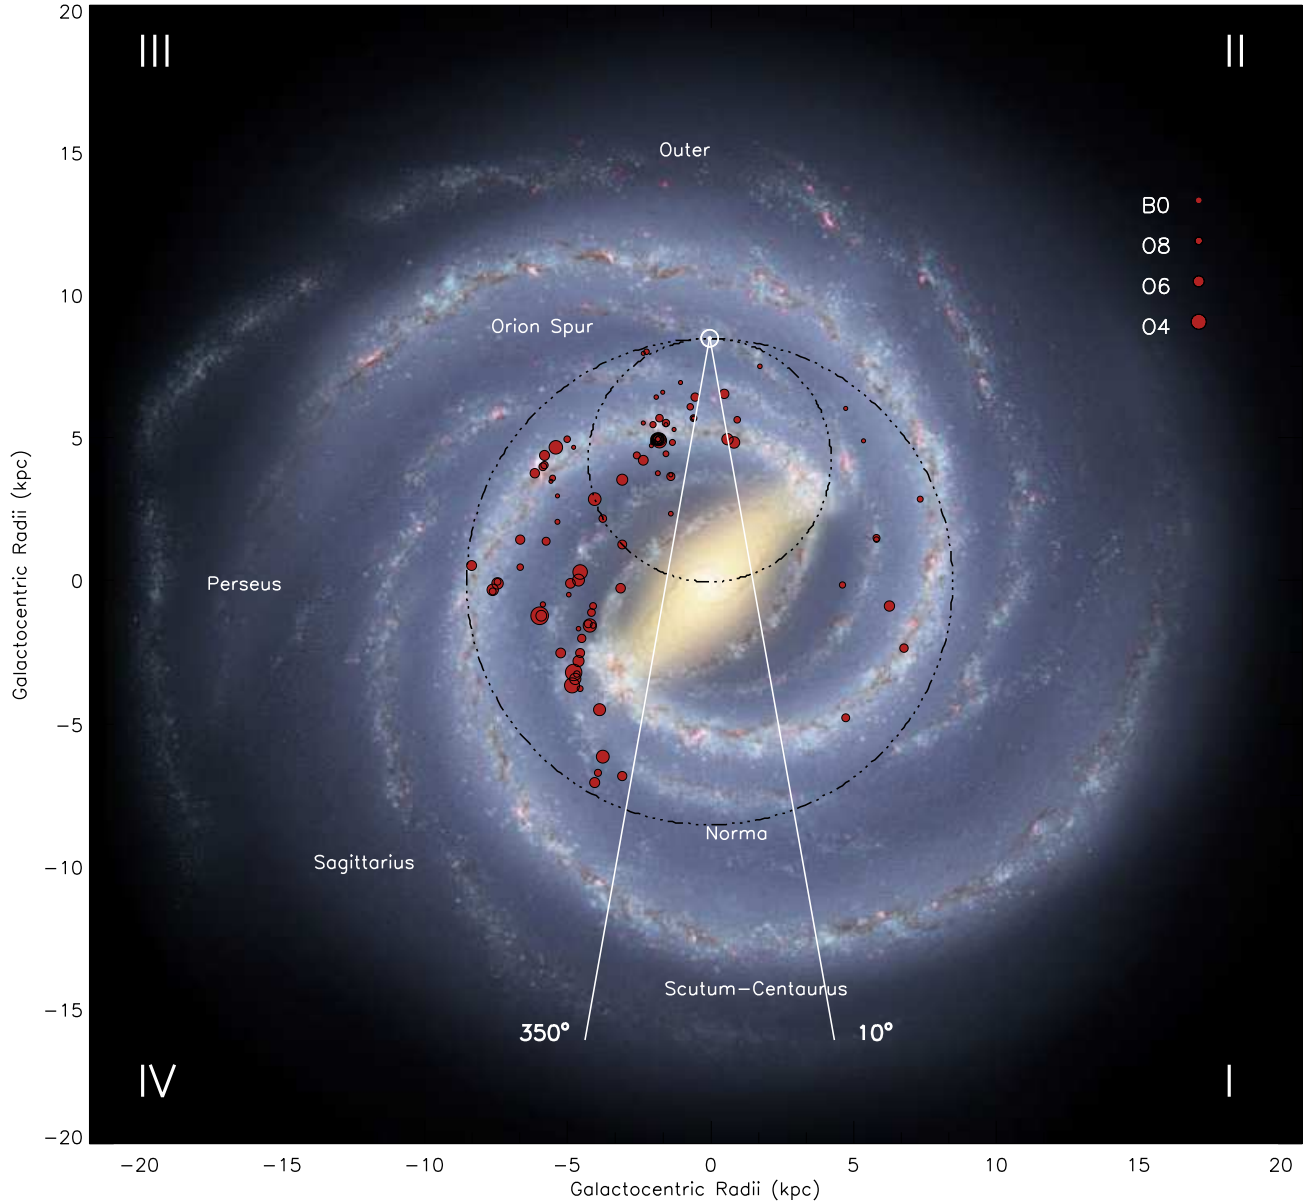 20
III
II
15
Outer
B0
O8
10
O6
Orion Spur
O4
5
0
Perseus
-5
Norma
-10
Sagittarius
Scutum-Centaurus
-15
350°
10°
IV
I
-20
-20 -15 -10 -5 0 5 10 15 20
Galactocentric Radii (kpc)
Galactocentric Radii (kpc)